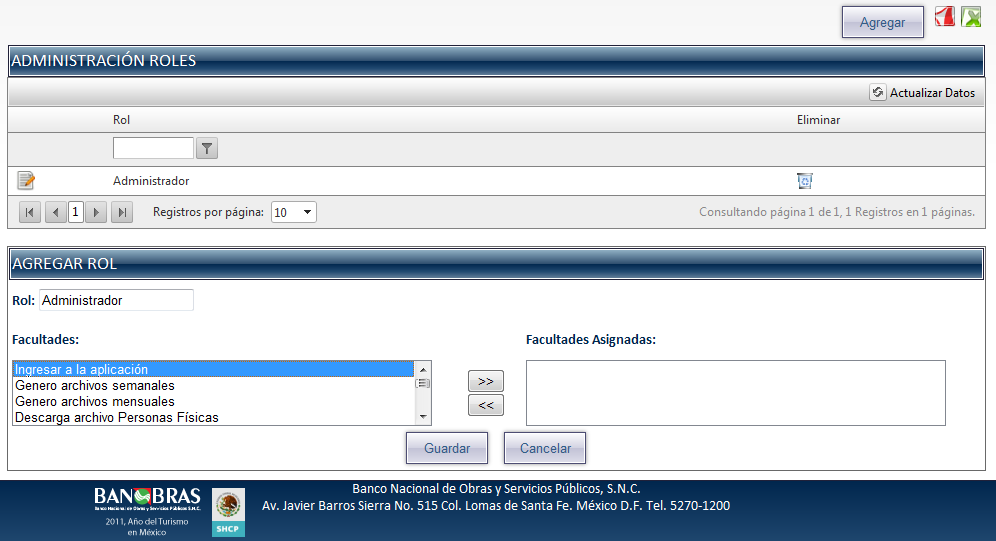 Agregar
ADMINISTRACIÓN ROLES
Actualizar Datos
Rol
Eliminar
Administrador
1
Registros por página:
10
Consultando página 1 de 1, 1 Registros en 1 páginas.
AGREGAR ROL
Rol:
Administrador
Facultades:
Facultades Asignadas:
Ingresar a la aplicación
Genero archivos semanales
Genero archivos mensuales
Descarga archivo Personas Físicas
>>
<<
Guardar
Cancelar
BANOBRAS
Banco Nacional de Obras y Servicios Públicos S.N.C.
2011, Año del Turismo
en México
SHCP
Banco Nacional de Obras y Servicios Públicos, S.N.C.
Av. Javier Barros Sierra No. 515 Col. Lomas de Santa Fe. México D.F. Tel. 5270-1200